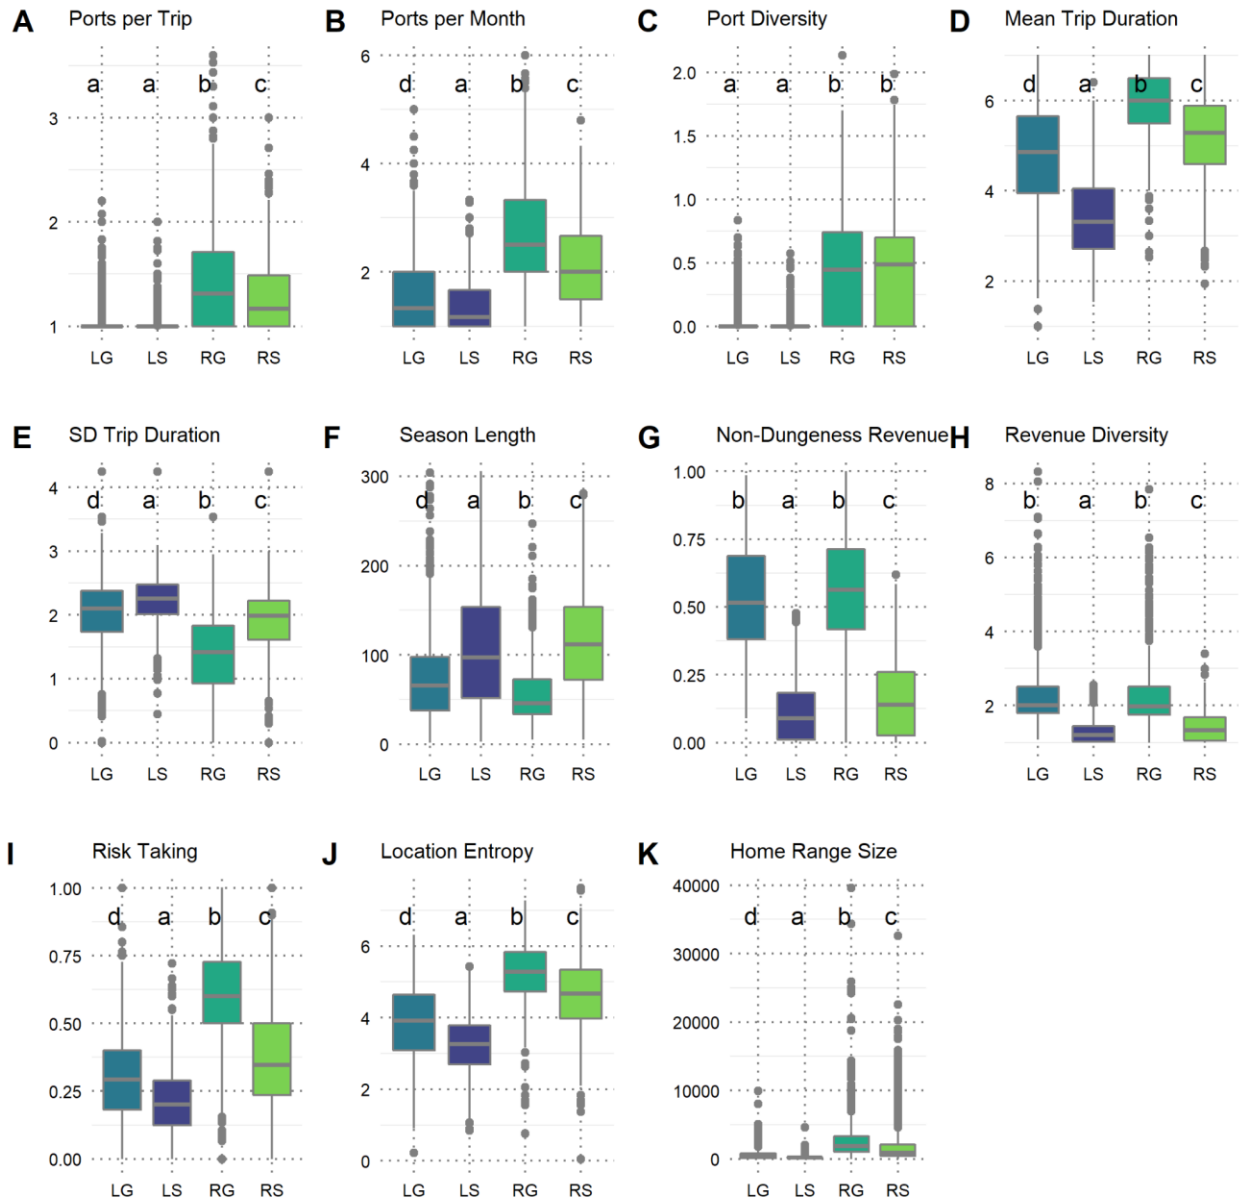 A Ports per Trip
a a b c
3
2
1
LG LS RG RS
B Ports per Month
6
d a b c
4
2
LG LS RG RS
C Port Diversity
2.0
a a b b
1.5
1.0
0.5
0.0
LG LS RG RS
D Mean Trip Duration
d a b c
6
4
2
LG LS RG RS
E SD Trip Duration
4
d a b c
3
2
1
0
LG LS RG RS
F Season Length
300
d a b c
200
100
0
LG LS RG RS
G Non-Dungeness Revenue
1.00
b a b c
0.75
0.50
0.25
0.00
LG LS RG RS
H Revenue Diversity
8
b a b c
6
4
2
LG LS RG RS
I Risk Taking
1.00
d a b c
0.75
0.50
0.25
0.00
LG LS RG RS
J Location Entropy
d a b c
6
4
2
0
LG LS RG RS
K Home Range Size
40000
d a b c
30000
20000
10000
0
LG LS RG RS